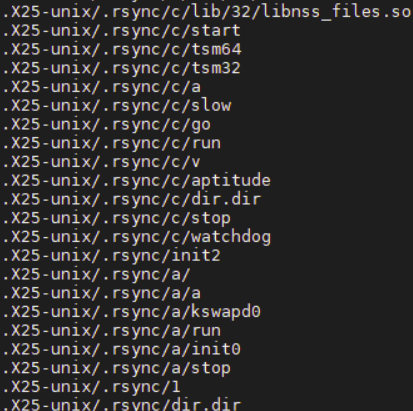 .X25-unix/.rsync/c/lib/32/libnss_files.so
.X25-unix/.rsync/c/start
.X25-unix/.rsync/c/tsm64
.X25-unix/.rsync/c/tsm32
.X25-unix/.rsync/c/a
.X25-unix/.rsync/c/slow
.X25-unix/.rsync/c/go
.X25-unix/.rsync/c/run
.X25-unix/.rsync/c/v
.X25-unix/.rsync/c/aptitude
.X25-unix/.rsync/c/dir.dir
.X25-unix/.rsync/c/stop
.X25-unix/.rsync/c/watchdog
.X25-unix/.rsync/init2
.X25-unix/.rsync/a/
.X25-unix/.rsync/a/a
.X25-unix/.rsync/a/kswapd0
.X25-unix/.rsync/a/run
.X25-unix/.rsync/a/init0
.X25-unix/.rsync/a/stop
.X25-unix/.rsync/1
.X25-unix/.rsync/dir.dir